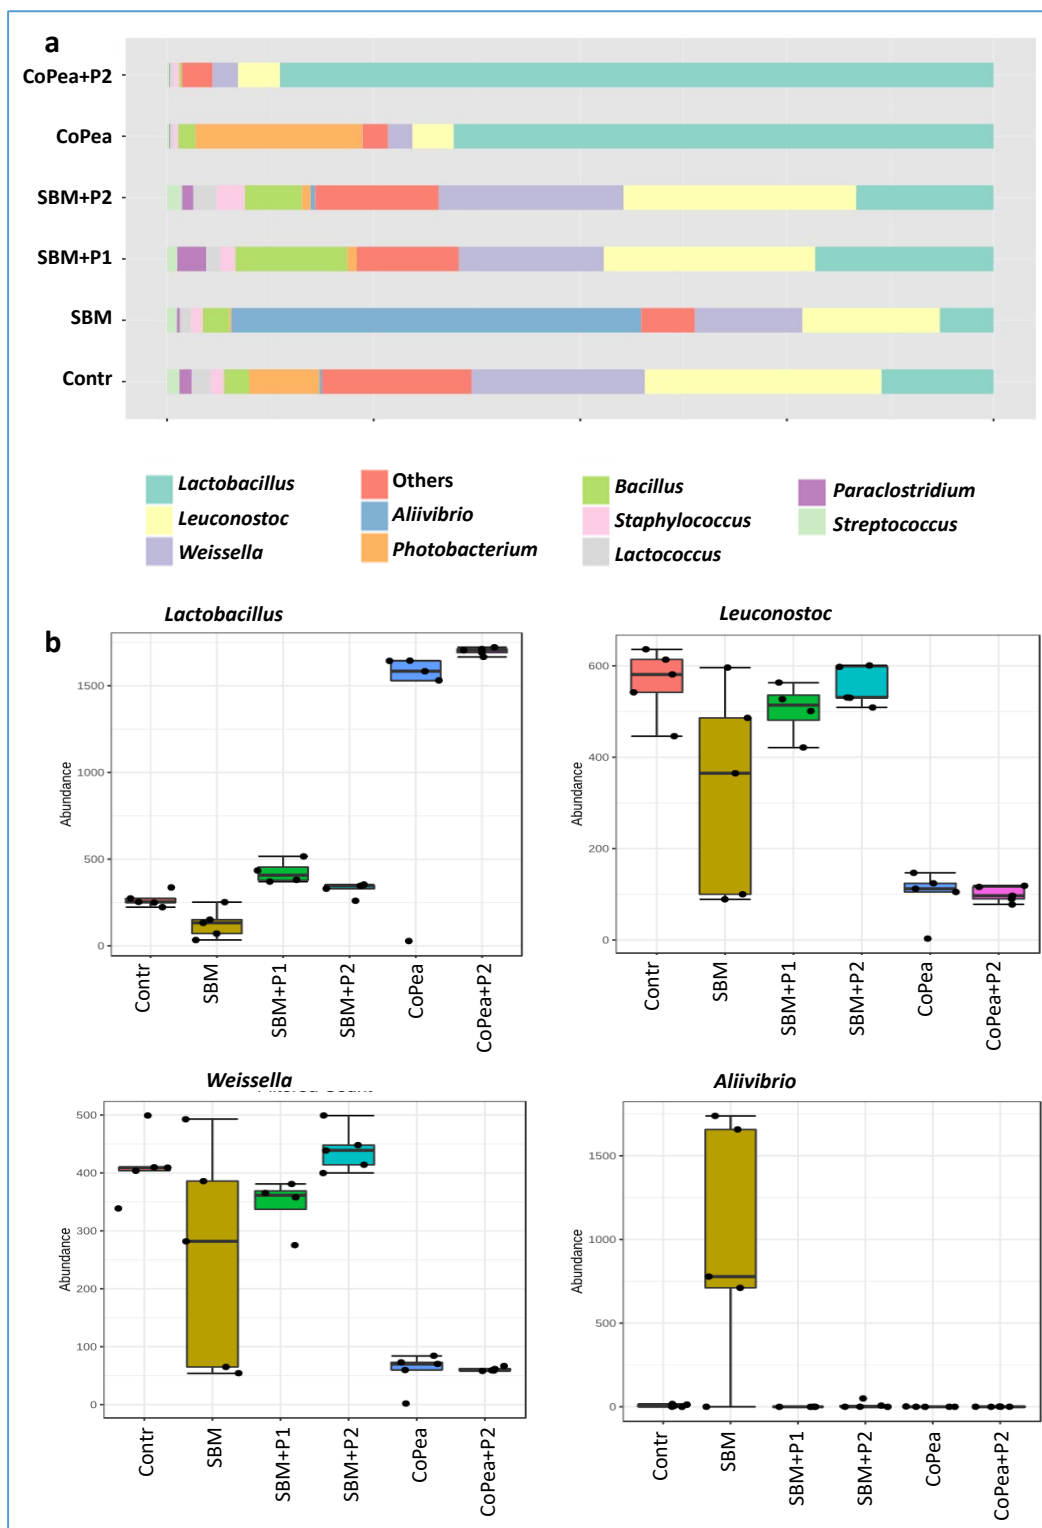 a
CoPea+P2
CoPea
SBM+P2
SBM+P1
SBM
Contr
Lactobacillus
Leuconostoc
Weissella
Others
Aliivibrio
Photobacterium
Bacillus
Staphylococcus
Lactococcus
Paraclostridium
Streptococcus
b
Lactobacillus
Abundance
1500
1000
500
0
Contr
SBM
SBM+P1
SBM+P2
CoPea
CoPea+P2
Leuconostoc
Abundance
600
400
200
0
Contr
SBM
SBM+P1
SBM+P2
CoPea
CoPea+P2
Weissella
Abundance
500
400
300
200
100
0
Contr
SBM
SBM+P1
SBM+P2
CoPea
CoPea+P2
Aliivibrio
Abundance
1500
1000
500
0
Contr
SBM
SBM+P1
SBM+P2
CoPea
CoPea+P2